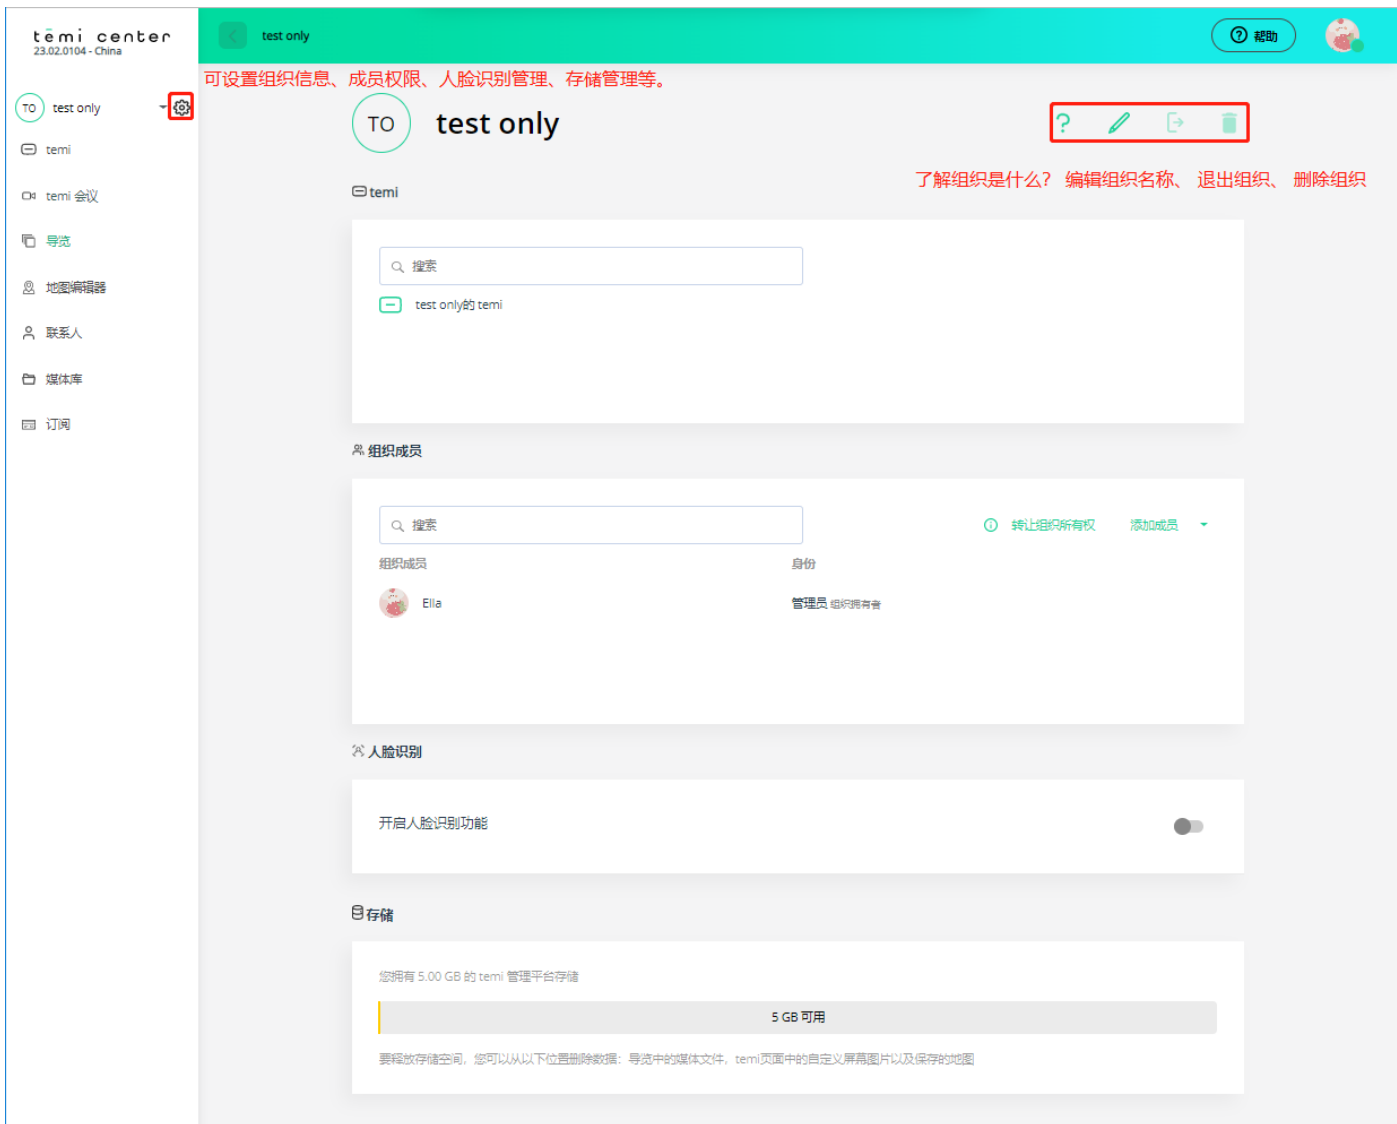 temi center
23.02.0104 - China
test only
帮助
可设置组织信息、成员权限、人脸识别管理、存储管理等。
TO test only
TO test only
?
temi
temi 会议
导览
地图编辑器
联系人
媒体库
订阅
了解组织是什么? 编辑组织名称、 退出组织、 删除组织
temi
搜索
test only的 temi
组织成员
搜索
转让组织所有权 添加成员
组织成员 身份
Ella 管理员 组织拥有者
人脸识别
开启人脸识别功能
存储
您拥有 5.00 GB 的 temi 管理平台存储
5 GB 可用
要释放存储空间，您可以从以下位置删除数据：导览中的媒体文件，temi页面中的自定义屏幕图片以及保存的地图